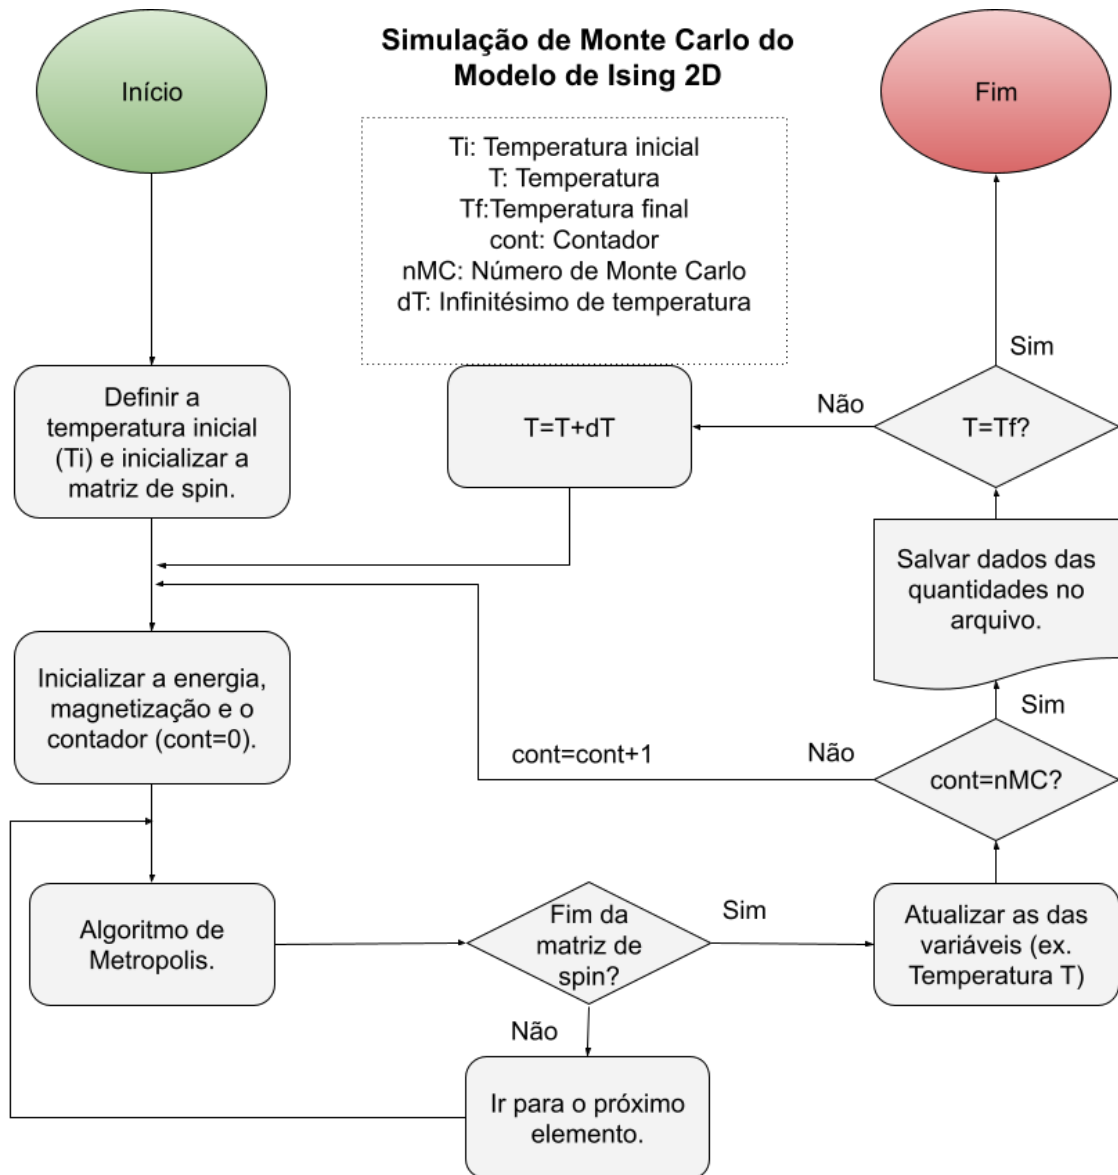 Simulação de Monte Carlo do
Modelo de Ising 2D
Início
Fim
Ti: Temperatura inicial
T: Temperatura
Tf:Temperatura final
cont: Contador
nMC: Número de Monte Carlo
dT: Infinitésimo de temperatura
Sim
Definir a
temperatura inicial
(Ti) e inicializar a
matriz de spin.
T=T+dT
Não
T=Tf?
Salvar dados das
quantidades no
arquivo.
Sim
Inicializar a energia,
magnetização e o
contador (cont=0).
cont=cont+1
Não
cont=nMC?
Algoritmo de
Metropolis.
Fim da
matriz de
spin?
Sim
Atualizar as das
variáveis (ex.
Temperatura T)
Não
Ir para o próximo
elemento.